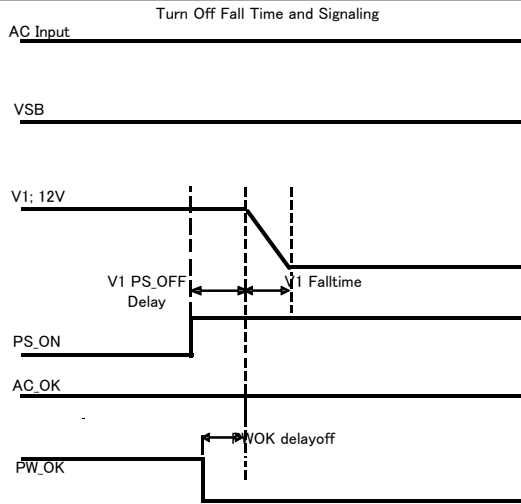 Turn Off Fall Time and Signaling
AC Input
VSB
V1; 12V
V1 PS_OFF
Delay
V1 Falltime
PS_ON
AC_OK
PWOK delayoff
PW_OK